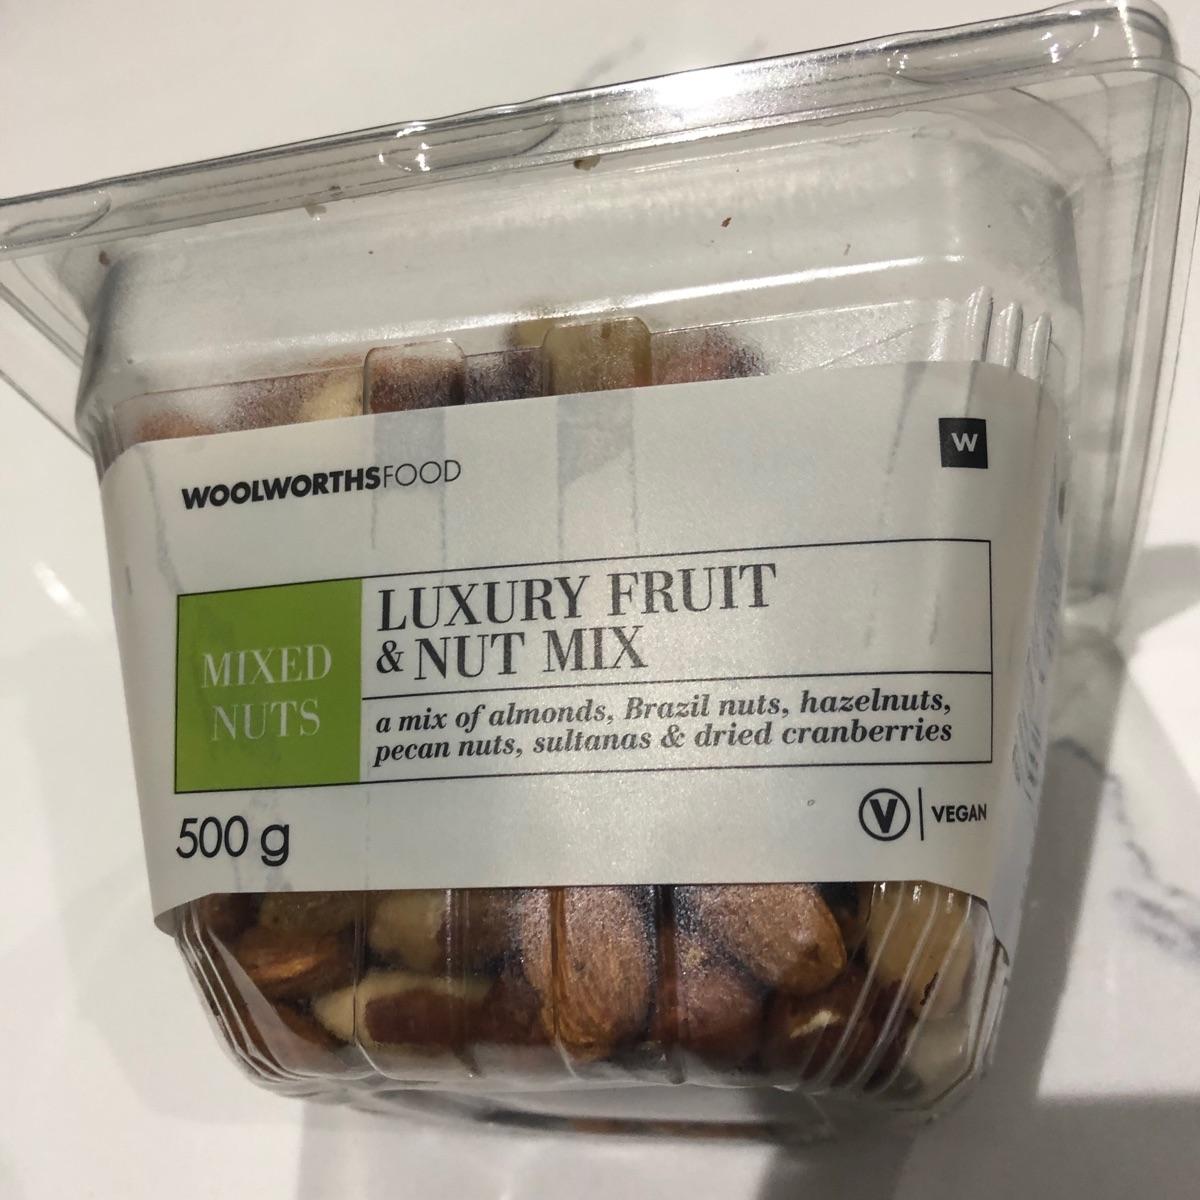 WOOLWORTHSFOOD
W
MIXED
NUTS
LUXURY FRUIT
& NUT MIX
a mix of almonds, Brazil nuts, hazelnuts,
pecan nuts, sultanas & dried cranberries
500 g
V | VEGAN